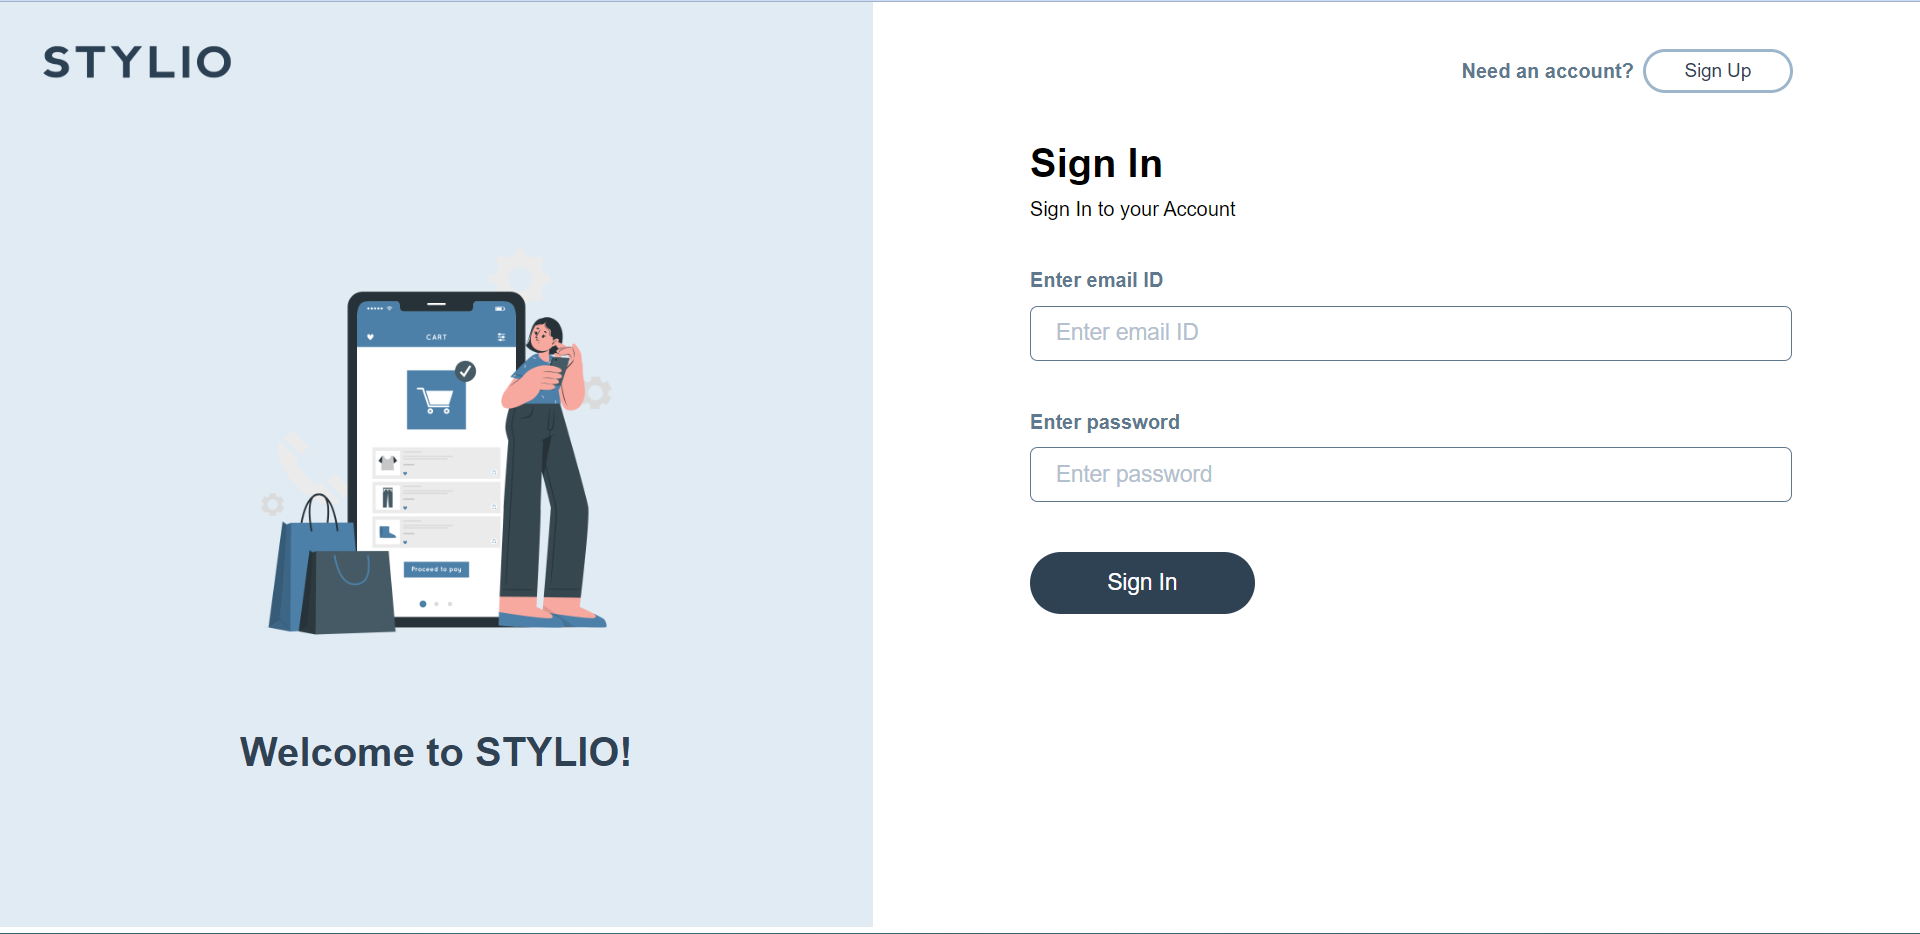 STYLIO
Need an account?
Sign Up
Sign In
Sign In to your Account
Enter email ID
Enter email ID
Enter password
Enter password
Sign In
CART
Proceed to pay
Welcome to STYLIO!